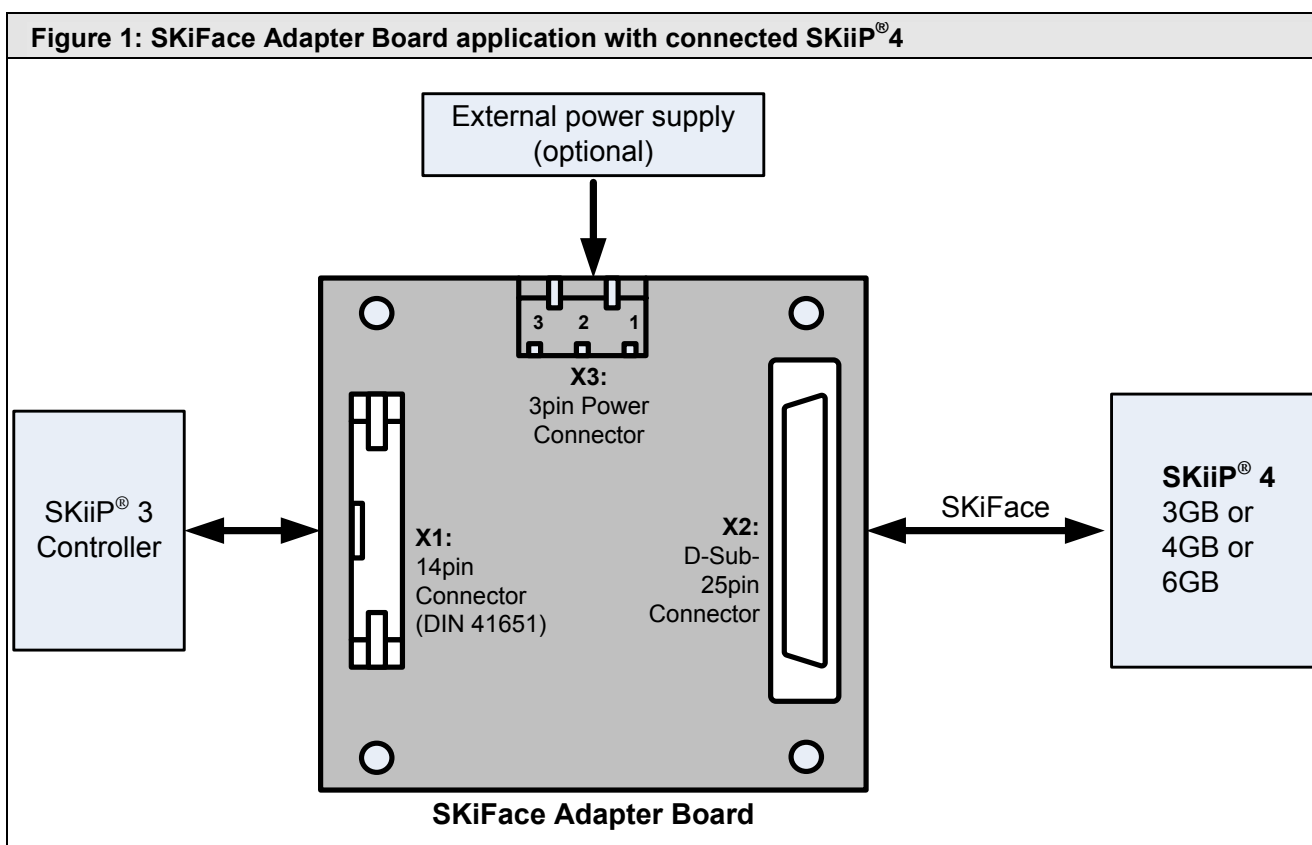 Figure 1: SKiFace Adapter Board application with connected SKiiP®4
External power supply
(optional)
3 2 1
X3:
3pin Power
Connector
SKiiP® 3
Controller
X1:
14pin
Connector
(DIN 41651)
X2:
D-Sub-
25pin
Connector
SKiFace
SKiiP® 4
3GB or
4GB or
6GB
SKiFace Adapter Board